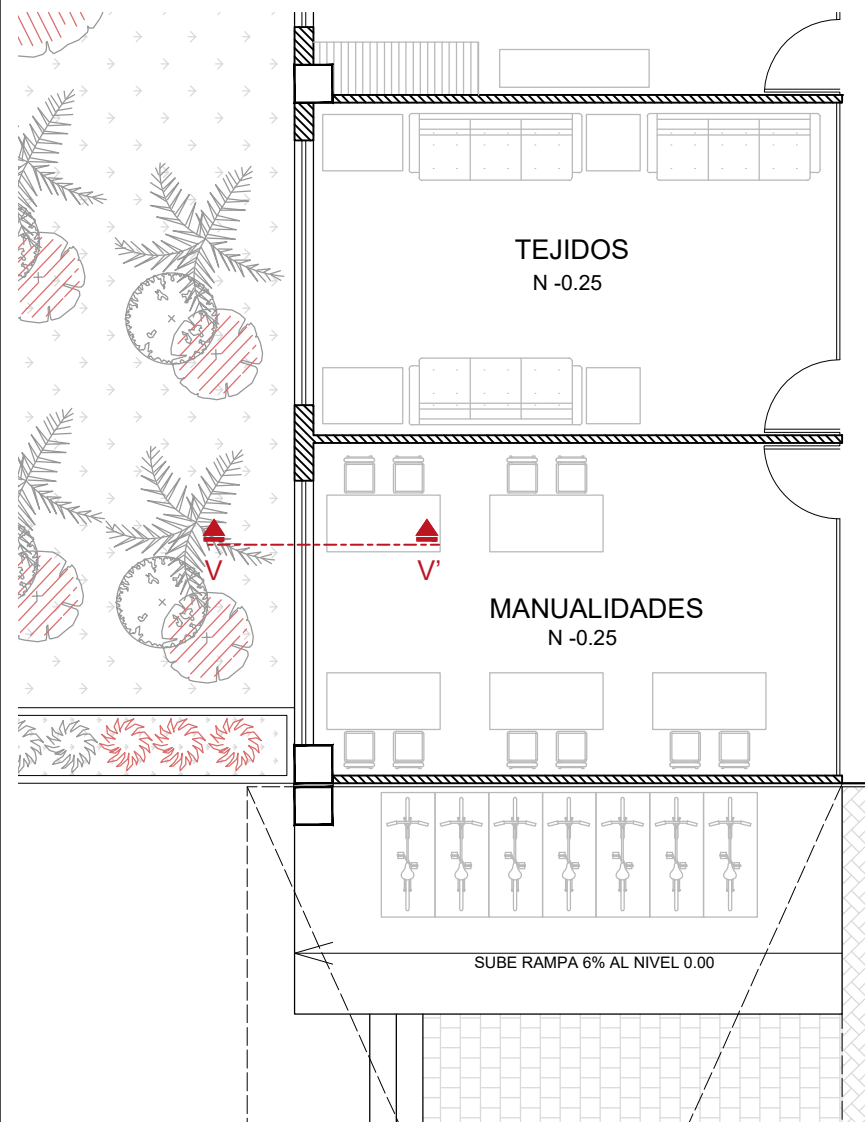 TEJIDOS
N -0.25
V
V'
MANUALIDADES
N -0.25
SUBE RAMPA 6% AL NIVEL 0.00